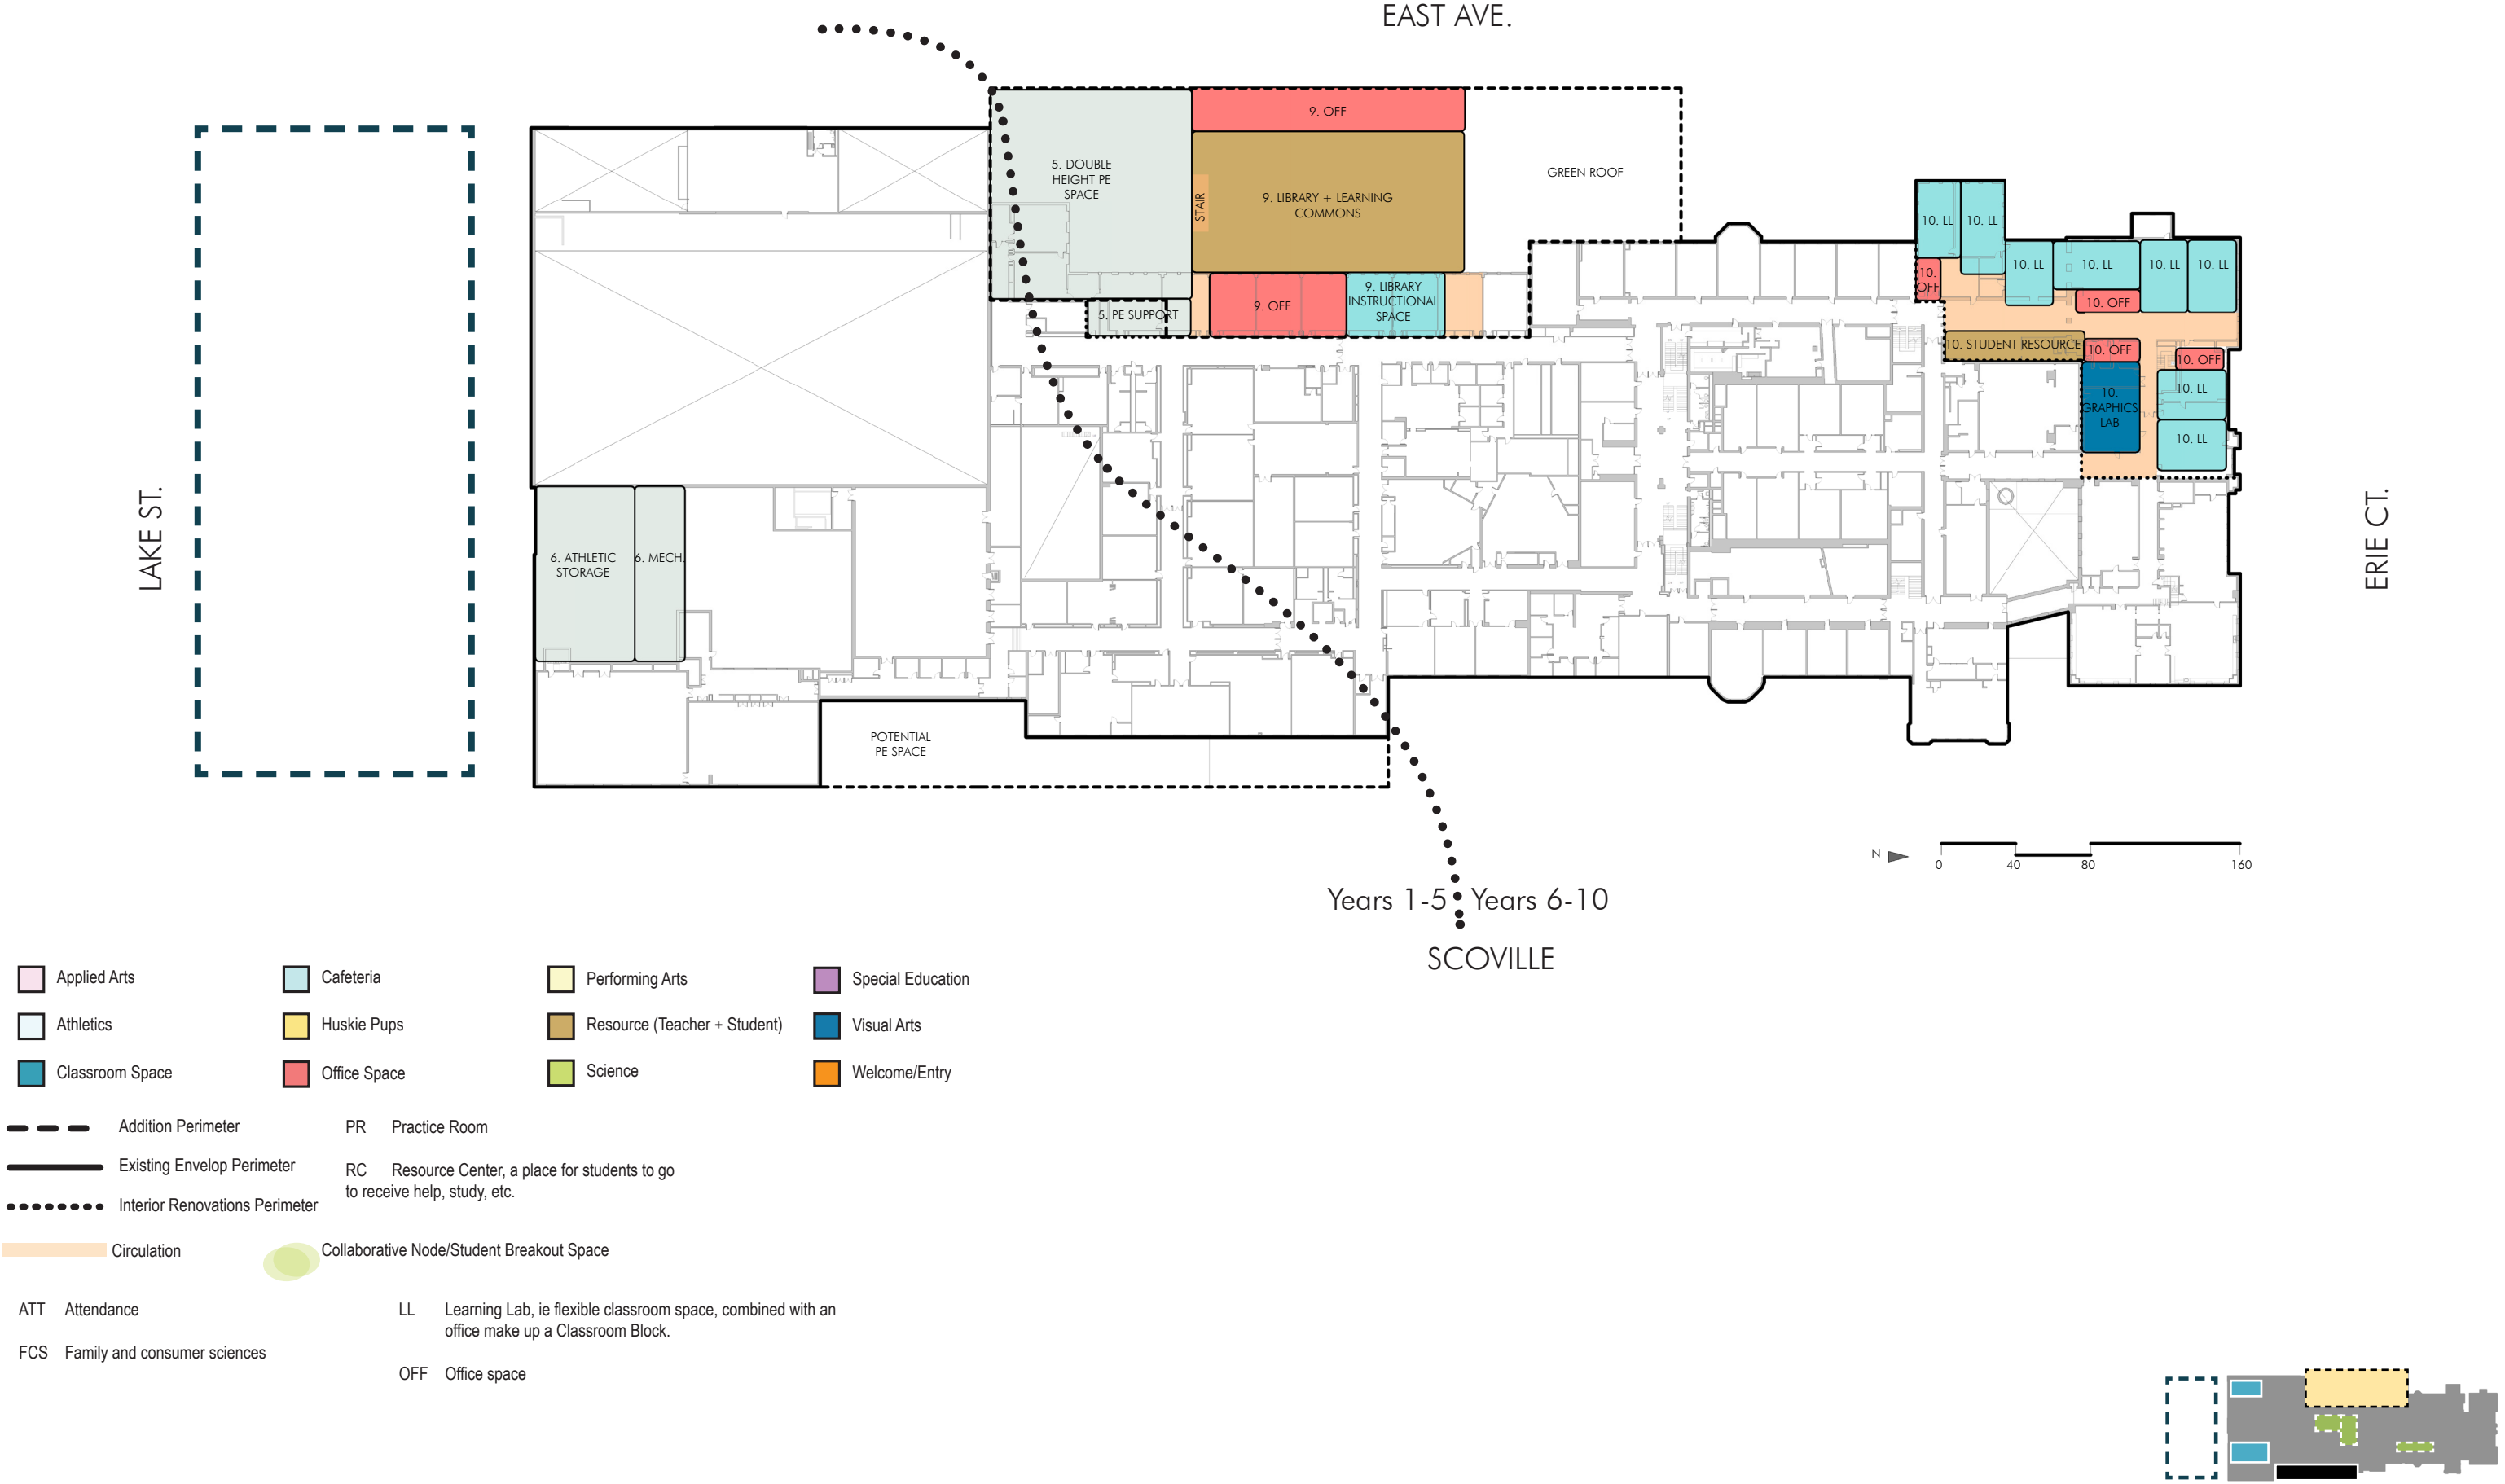 EAST AVE.
9. OFF
5. DOUBLE
HEIGHT PE
SPACE
STAIR
9. LIBRARY + LEARNING
COMMONS
GREEN ROOF
10. LL
10. LL
10. LL
10. LL
10. LL
10. LL
10.
OFF
10. OFF
5. PE SUPPORT
9. OFF
9. LIBRARY
INSTRUCTIONAL
SPACE
10. STUDENT RESOURCE
10. OFF
10. OFF
10. LL
10.
GRAPHICS
LAB
10. LL
LAKE ST.
ERIE CT.
6. ATHLETIC
STORAGE
6. MECH.
POTENTIAL
PE SPACE
N
0 40 80 160
Years 1-5 Years 6-10
SCOVILLE
Applied Arts
Cafeteria
Performing Arts
Special Education
Athletics
Huskie Pups
Resource (Teacher + Student)
Visual Arts
Classroom Space
Office Space
Science
Welcome/Entry
Addition Perimeter
PR Practice Room
Existing Envelop Perimeter
RC Resource Center, a place for students to go
to receive help, study, etc.
Interior Renovations Perimeter
Circulation
Collaborative Node/Student Breakout Space
ATT Attendance
LL Learning Lab, ie flexible classroom space, combined with an
office make up a Classroom Block.
FCS Family and consumer sciences
OFF Office space